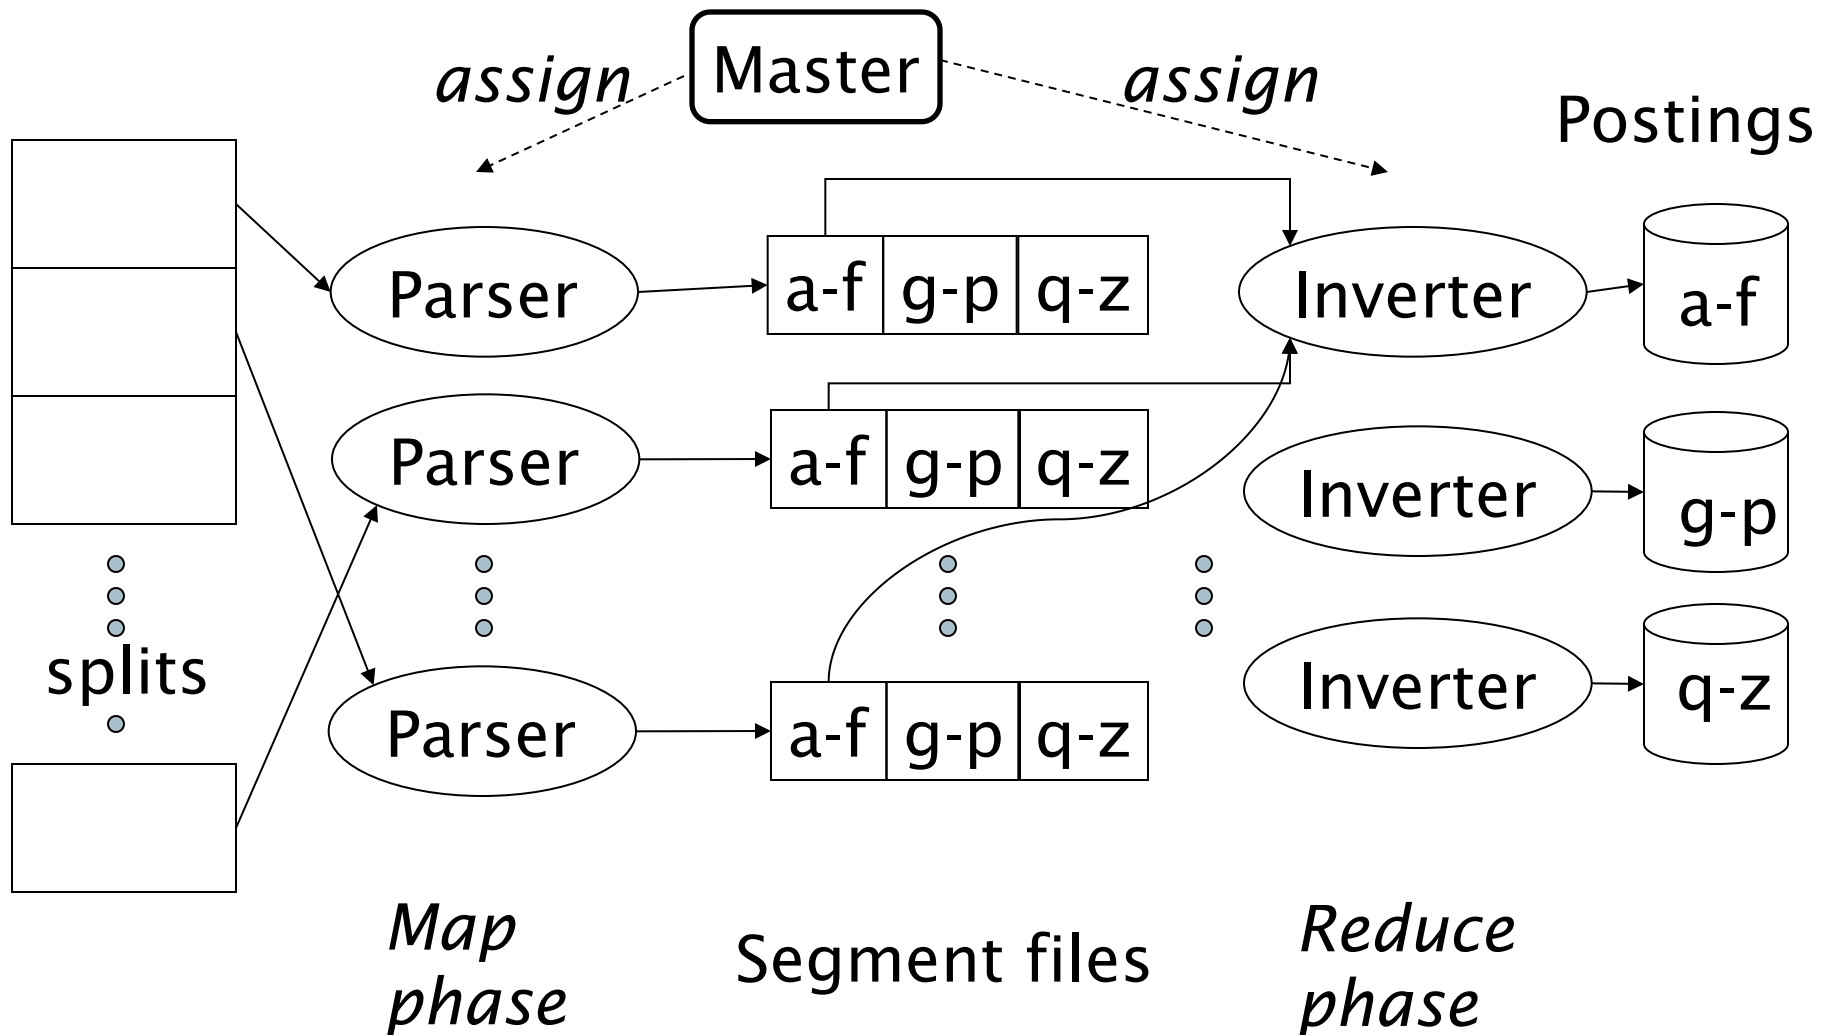 assign
Master
assign
Postings
Parser
a-f g-p q-z
Inverter
a-f
Parser
a-f g-p q-z
Inverter
g-p
splits
Parser
a-f g-p q-z
Inverter
q-z
Map
phase
Segment files
Reduce
phase